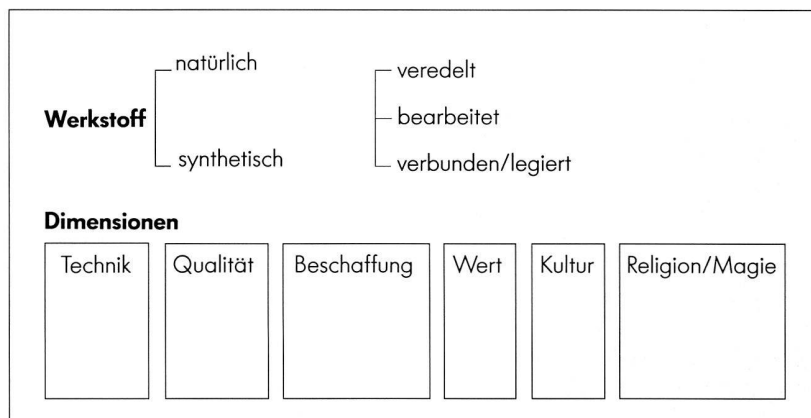 natürlich
veredelt
Werkstoff
bearbeitet
synthetisch
verbunden/legiert
Dimensionen
Technik
Qualität
Beschaffung
Wert
Kultur
Religion/Magie